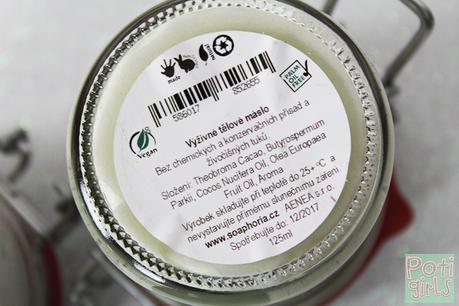 made
PALM
OIL
FREE
586017 852655
vegan
Výživné tělové máslo
Bez chemických a konzervačních přísad a
živočišných tuků.
Složení: Theobroma Cacao, Butyrospermum
Parkii, Cocos Nucifera Oil, Olea Europaea
Fruit Oil, Aroma
Výrobek skladujte při teplotě do 25+ °C a
nevystavujte přímému slunečnímu záření.
www.soaphoria.cz AENEA s.r.o.
Spotřebujte do: 12/2017
125ml
Poti
girls